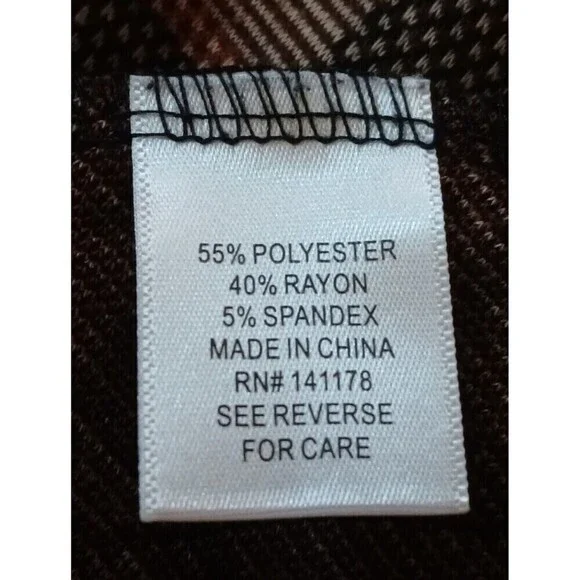 55% POLYESTER
40% RAYON
5% SPANDEX
MADE IN CHINA
RN# 141178
SEE REVERSE
FOR CARE